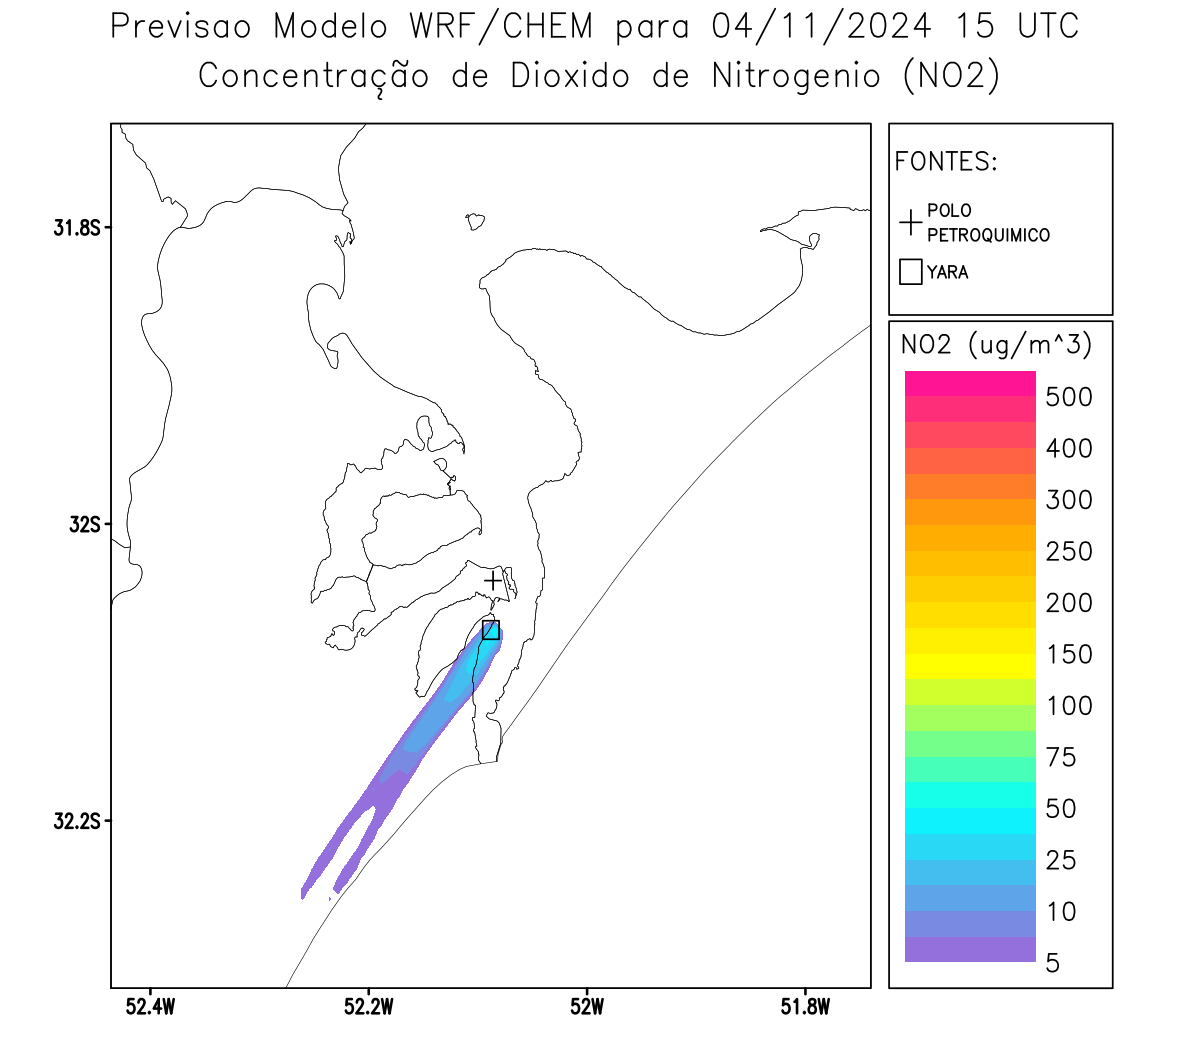 Previsao Modelo WRF/CHEM para 04/11/2024 15 UTC
Concentração de Dioxido de Nitrogenio (NO2)
FONTES:
POLO
PETROQUIMICO
YARA
NO2 (ug/m^3)
500
400
300
250
200
150
100
75
50
25
10
5
31.8S
32S
32.2S
52.4W
52.2W
52W
51.8W